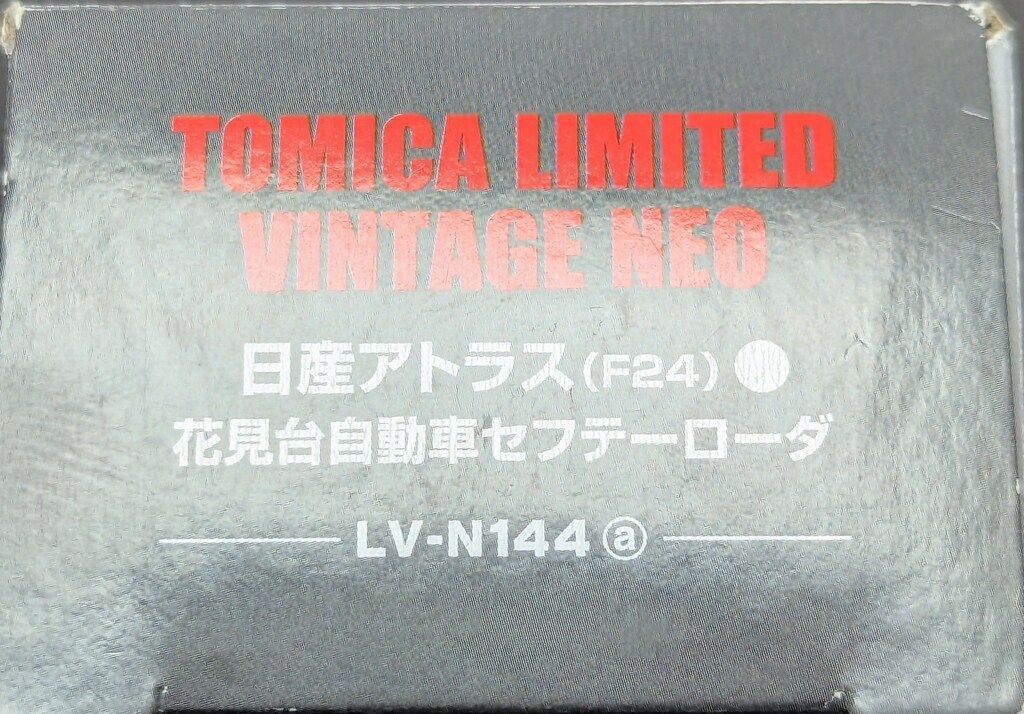 TOMICA LIMITED
VINTAGE NEO
日産アトラス(F24)
花見台自動車セフテーローダ
LV-N144ⓐ